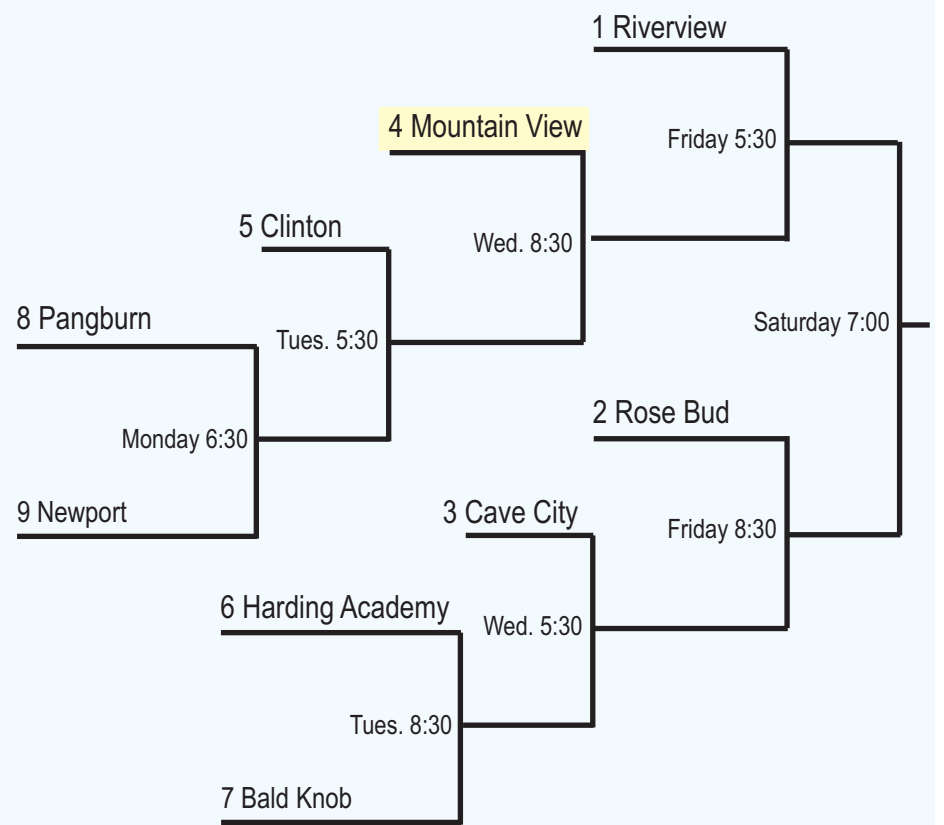 1 Riverview
4 Mountain View
Friday 5:30
5 Clinton
Wed. 8:30
8 Pangburn
Tues. 5:30
Saturday 7:00
2 Rose Bud
Monday 6:30
9 Newport
3 Cave City
Friday 8:30
6 Harding Academy
Wed. 5:30
Tues. 8:30
7 Bald Knob